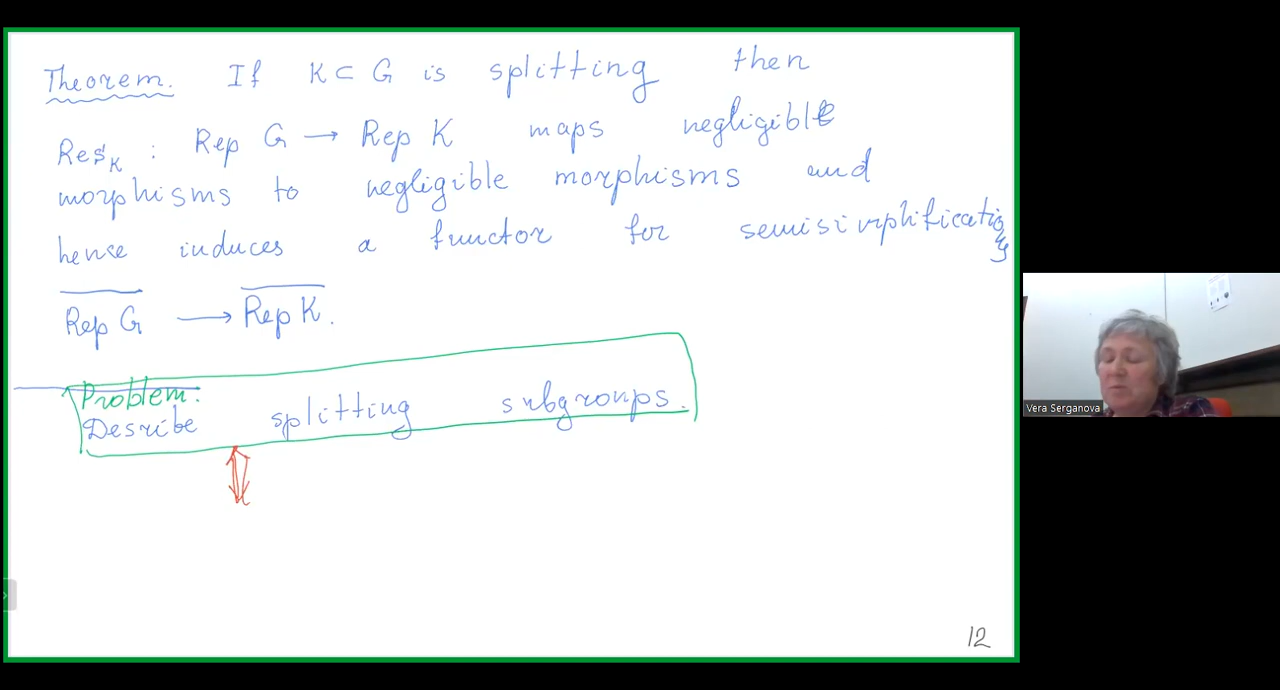 Theorem. If K ⊂ G is splitting then
Res_K : Rep G → Rep K maps negligible
morphisms to negligible morphisms and
hence induces a functor for semisimplification
Rep G → Rep K.
Problem.
Desribe splitting subgroups.
12
Vera Serganova